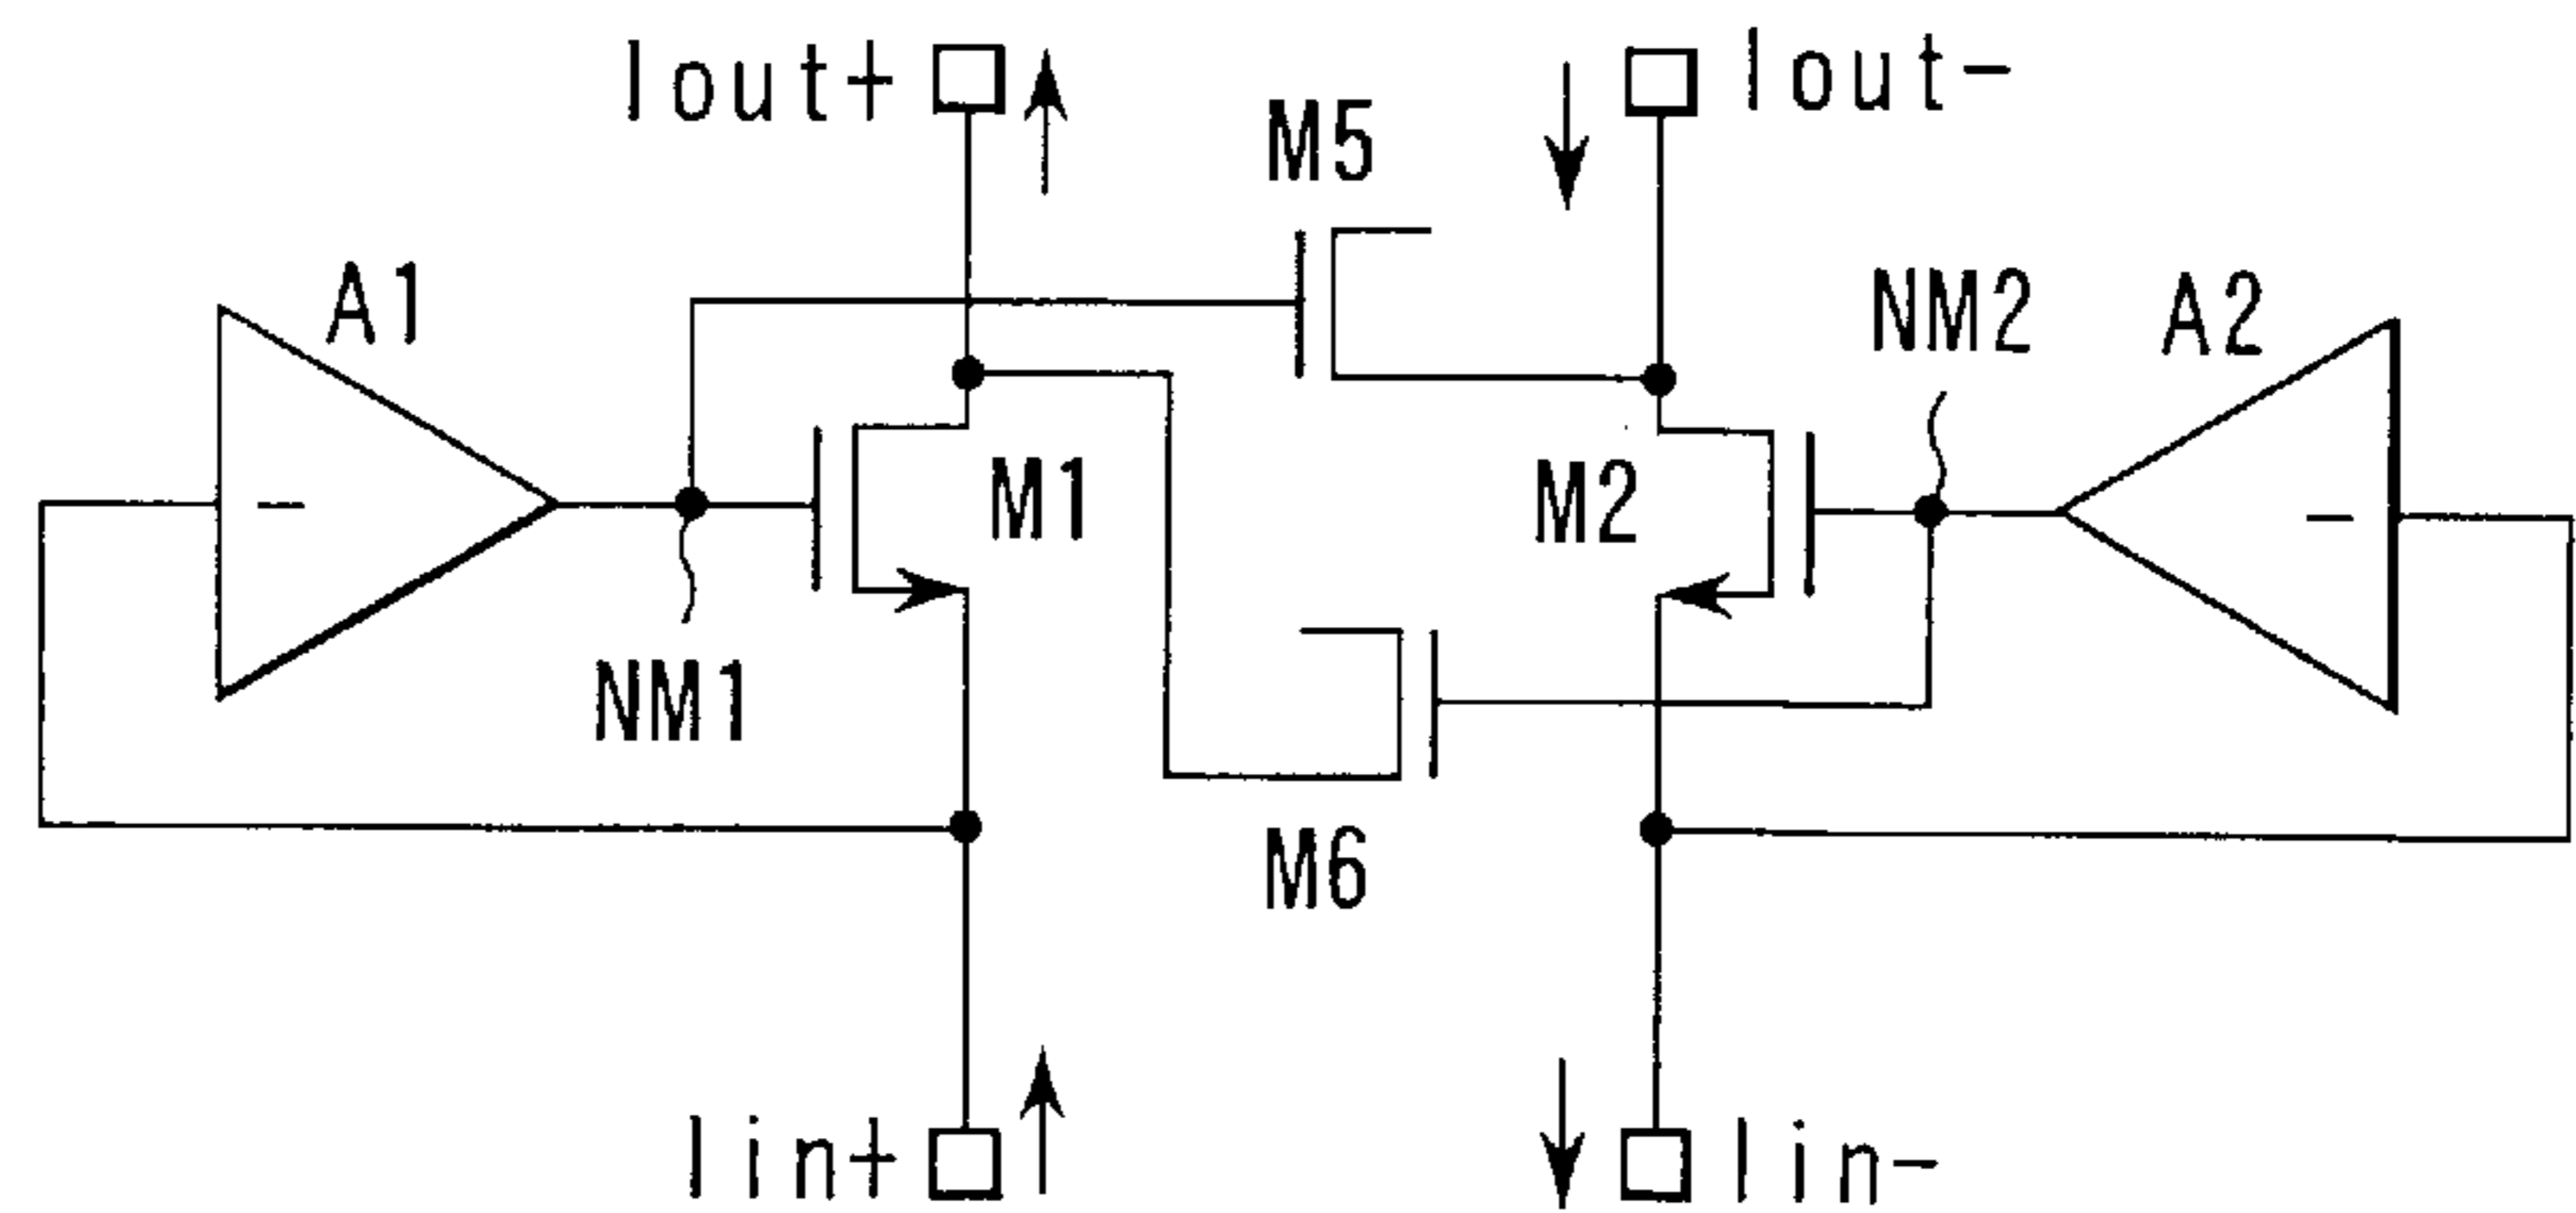 Iout+
Iout-
M5
A1
NM2
A2
M1
M2
NM1
M6
Iin+
Iin-